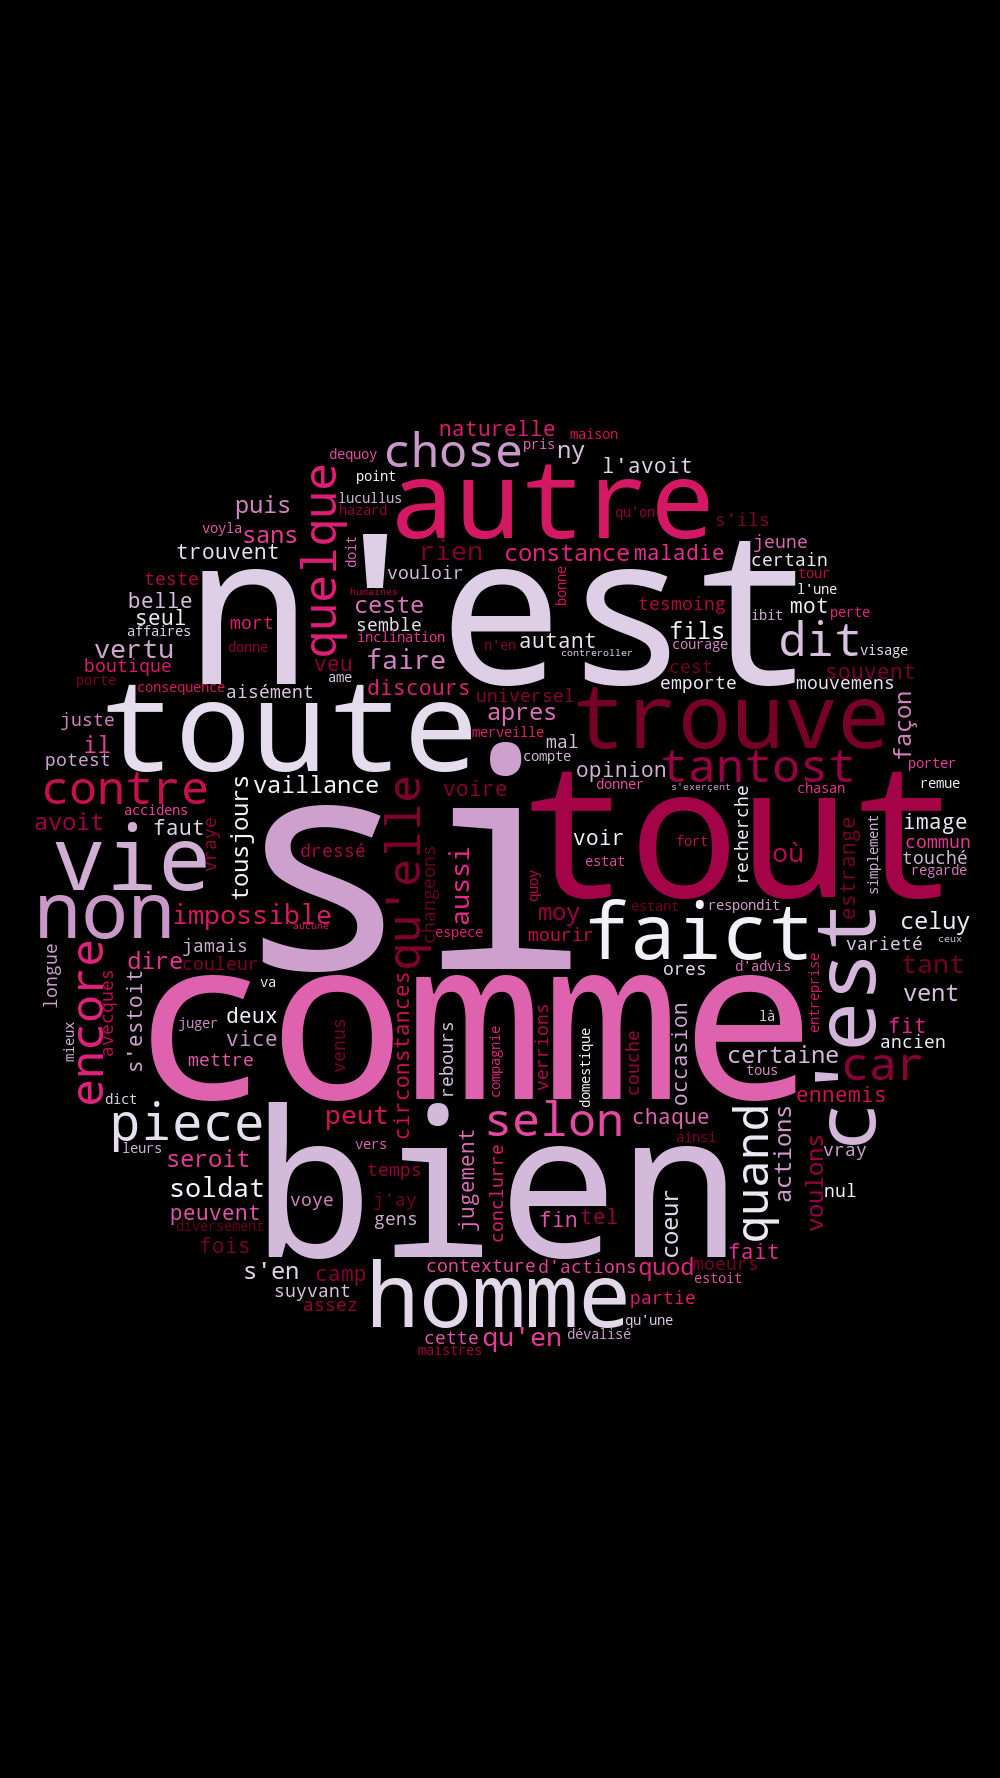 naturelle
maison
chose
pris
ny
dequoy
l'avoit
point
quelque
autre
lucullus
puis
hazard
qu'on
s'ils
voyla
sans
trouvent
doit
rien
constance
maladie
jeune
certain
n'est
vouloir
bonne
tour
teste
humaines
l'une
belle
ceste
tesmoing
mot
ibit
perte
seul
mort
semble
fils
dit
affaires
inclination
n'en
autant
courage
visage
vertu
donne
controreller
boutique
veu
faire
cest
souvent
porte
consequence
aisément
ame
discours
universel
emporte
mouvemens
juste
toute
apres
trouve
façon
il
merveille
mal
potest
compte
opinion
tantost
porter
contre
tousjours
vaillance
qu'elle
voire
donner
s'exerçent
chasan
remue
accidens
si
tout
avoit
faut
vraye
voir
recherche
estrange
simplement
image
vie
dressé
changeons
aussi
estat
fort
où
commun
touché
regarde
non
impossible
quoy
moy
estant
respondit
aucune
espece
mourir
faict
c'est
celuy
encore
longue
jamais
varieté
ceux
dire
couleur
ores
d'advis
entreprise
tant
avecques
s'estoit
va
circonstances
vent
mieux
juger
deux
comme
là
fit
vice
venus
rebours
compagnie
verrions
domestique
couche
occasion
ancien
mettre
certaine
car
tous
dict
ennemis
piece
bien
peut
selon
chaque
quand
actions
leurs
vers
ainsi
voulons
vray
seroit
jugement
conclurre
temps
soldat
voye
j'ay
coeur
nul
peuvent
gens
fin
tel
diversement
fois
fait
s'en
camp
homme
contexture
d'actions
quod
moeurs
estoit
suyvant
assez
partie
qu'une
cette
qu'en
dévalisé
maistres